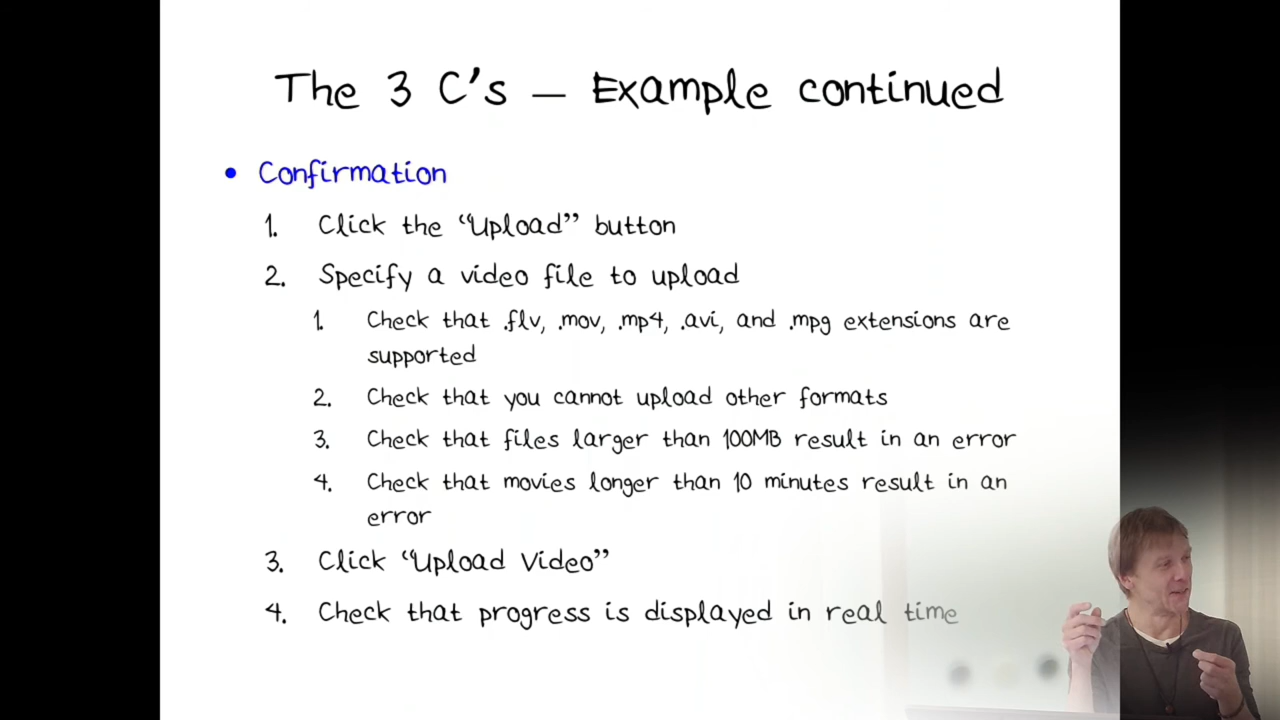 The 3 C's – Example continued
• Confirmation
1. Click the “Upload” button
2. Specify a video file to upload
1. Check that .flv, .mov, .mp4, .avi, and .mpg extensions are
supported
2. Check that you cannot upload other formats
3. Check that files larger than 100MB result in an error
4. Check that movies longer than 10 minutes result in an
error
3. Click “Upload Video”
4. Check that progress is displayed in real time